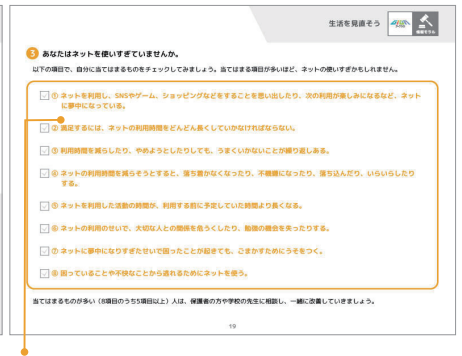 生活を見直そう
3 あなたはネットを使いすぎていませんか。
以下の項目で、自分に当てはまるものをチェックしてみましょう。当てはまる項目が多いほど、ネットの使いすぎかもしれません。
① ネットを利用し、SNSやゲーム、ショッピングなどをすることを思い出したり、次の利用が楽しみになるなど、ネット
に夢中になっている。
② 満足するには、ネットの利用時間をどんどん長くしていかなければならない。
③ 利用時間を減らしたり、やめようとしたりしても、うまくいかないことが繰り返しある。
④ ネットの利用時間を減らそうとすると、落ち着かなくなったり、不機嫌になったり、落ち込んだり、いらいらしたり
する。
⑤ ネットを利用した活動の時間が、利用する前に予定していた時間より長くなる。
⑥ ネットの利用のせいで、大切な人との関係を危うくしたり、勉強の機会を失ったりする。
⑦ ネットに夢中になりすぎたせいで困ったことが起きても、ごまかすためにうそをつく。
⑧ 困っていることや不快なことから逃れるためにネットを使う。
当てはまるものが多い（8項目のうち5項目以上）人は、保護者の方や学校の先生に相談し、一緒に改善していきましょう。
19